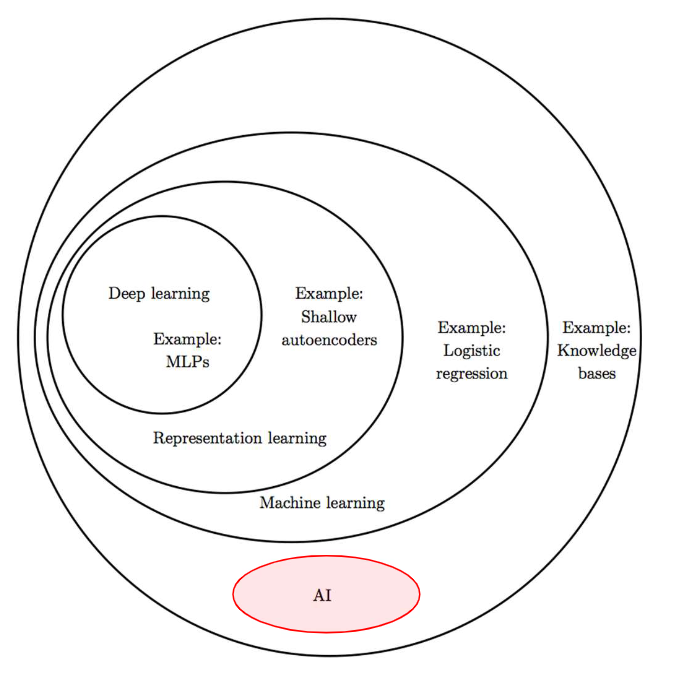 Deep learning
Example:
MLPs
Example:
Shallow
autoencoders
Example:
Logistic
regression
Example:
Knowledge
bases
Representation learning
Machine learning
AI